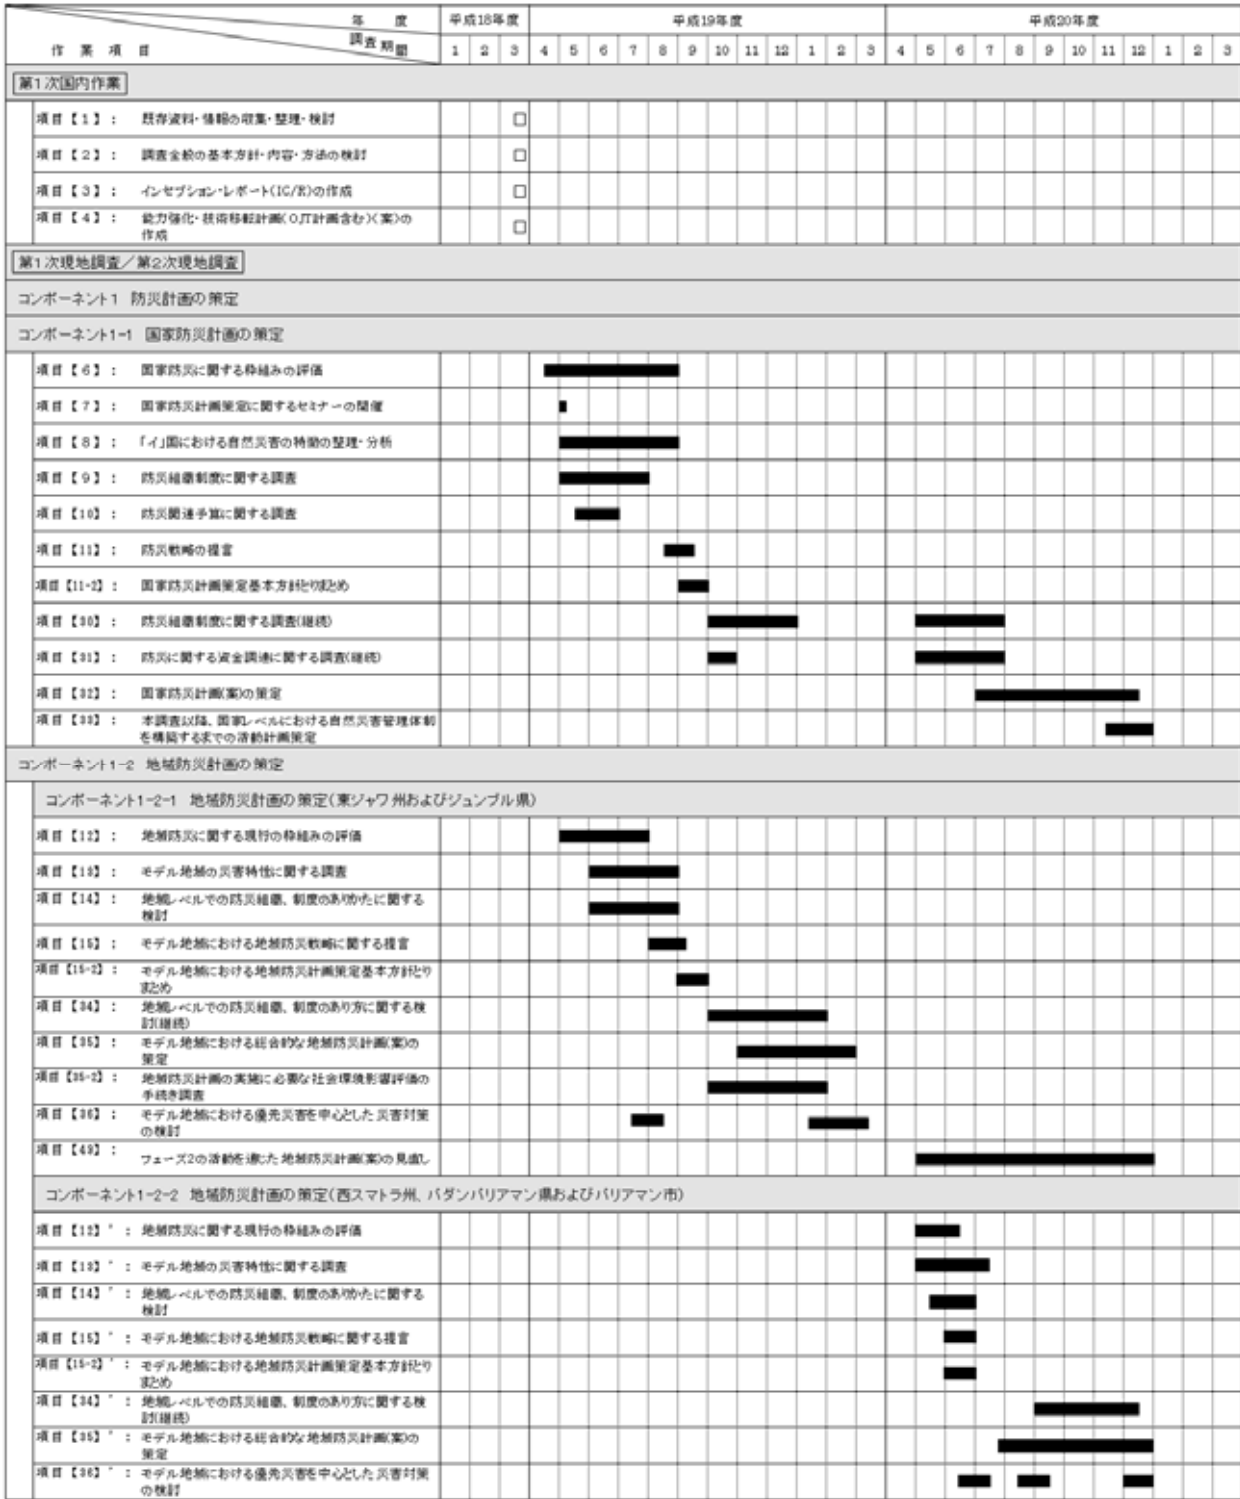 年 度
平成18年度 平成19年度 平成20年度
調査期間
作 業 項 目
1 2 3 4 5 6 7 8 9 10 11 12 1 2 3 4 5 6 7 8 9 10 11 12 1 2 3
第1次国内作業
項目【1】： 既存資料・情報の収集・整理・検討
項目【2】： 調査全般の基本方針・内容・方法の検討
項目【3】： インセプション・レポート(IC/R)の作成
項目【4】： 能力強化・技術移転計画(OJT計画含む)(案)の
作成
第1次現地調査／第2次現地調査
コンポーネント1 防災計画の策定
コンポーネント1-1 国家防災計画の策定
項目【6】： 国家防災に関する枠組みの評価
項目【7】： 国家防災計画策定に関するセミナーの開催
項目【8】： 「イ」国における自然災害の特徴の整理・分析
項目【9】： 防災組織制度に関する調査
項目【10】： 防災関連予算に関する調査
項目【11】： 防災戦略の提言
項目【11-2】： 国家防災計画策定基本方針とりまとめ
項目【30】： 防災組織制度に関する調査(継続)
項目【31】： 防災に関する資金調達に関する調査(継続)
項目【32】： 国家防災計画(案)の策定
項目【33】： 本調査以降、国家レベルにおける自然災害管理体制
を構築するまでの活動計画策定
コンポーネント1-2 地域防災計画の策定
コンポーネント1-2-1 地域防災計画の策定(東ジャワ州およびジュンブル県)
項目【12】： 地域防災に関する現行の枠組みの評価
項目【13】： モデル地域の災害特性に関する調査
項目【14】： 地域レベルでの防災組織、制度のありかたに関する
検討
項目【15】： モデル地域における地域防災戦略に関する提言
項目【15-2】： モデル地域における地域防災計画策定基本方針とり
まとめ
項目【34】： 地域レベルでの防災組織、制度のあり方に関する検
討(継続)
項目【35】： モデル地域における総合的な地域防災計画(案)の
策定
項目【35-2】： 地域防災計画の実施に必要な社会環境影響評価の
手続き調査
項目【36】： モデル地域における優先災害を中心とした災害対策
の検討
項目【49】：
フェーズ2の活動を通じた地域防災計画(案)の見直し
コンポーネント1-2-2 地域防災計画の策定(西スマトラ州、パダンパリアマン県およびパリアマン市)
項目【12】'： 地域防災に関する現行の枠組みの評価
項目【13】'： モデル地域の災害特性に関する調査
項目【14】'： 地域レベルでの防災組織、制度のありかたに関する
検討
項目【15】'： モデル地域における地域防災戦略に関する提言
項目【15-2】'： モデル地域における地域防災計画策定基本方針とり
まとめ
項目【34】'： 地域レベルでの防災組織、制度のあり方に関する検
討(継続)
項目【35】'： モデル地域における総合的な地域防災計画(案)の
策定
項目【36】'： モデル地域における優先災害を中心とした災害対策
の検討